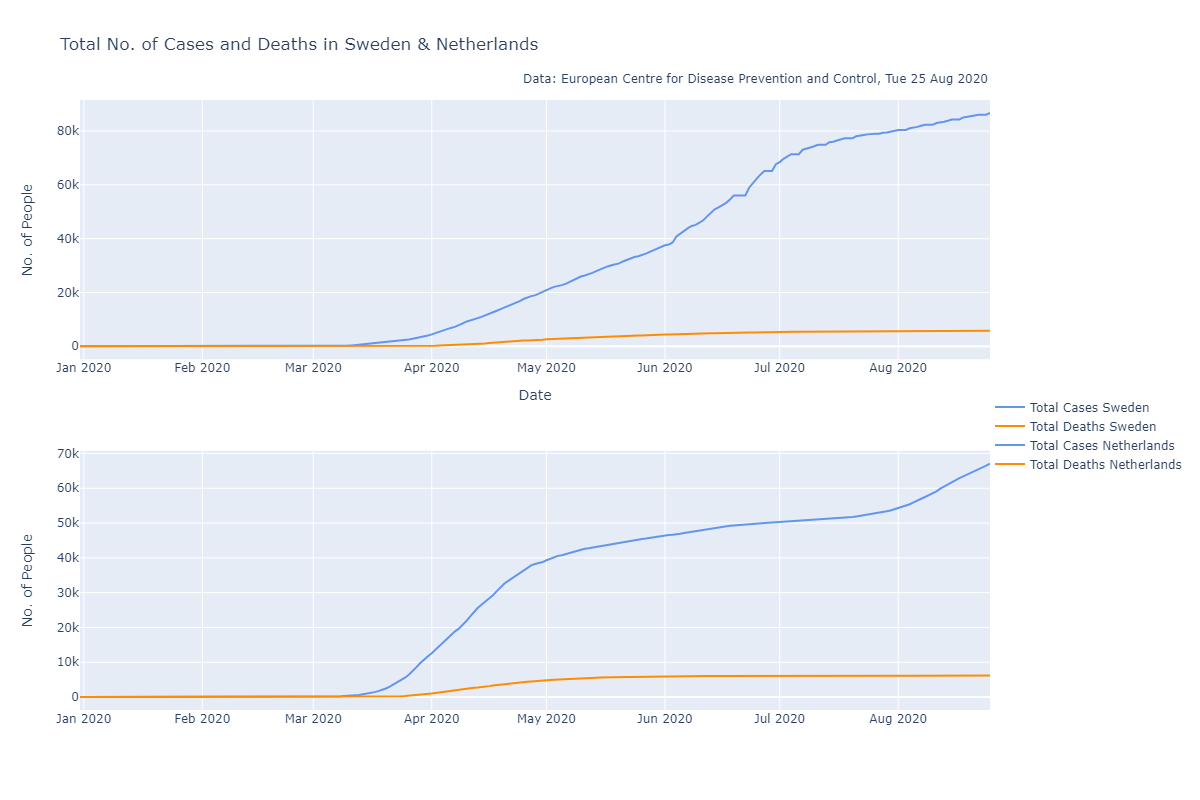 Total No. of Cases and Deaths in Sweden & Netherlands
Data: European Centre for Disease Prevention and Control, Tue 25 Aug 2020
80k
60k
40k
20k
0
No. of People
Jan 2020 Feb 2020 Mar 2020 Apr 2020 May 2020 Jun 2020 Jul 2020 Aug 2020
Date
Total Cases Sweden
Total Deaths Sweden
Total Cases Netherlands
Total Deaths Netherlands
70k
60k
50k
40k
30k
20k
10k
0
No. of People
Jan 2020 Feb 2020 Mar 2020 Apr 2020 May 2020 Jun 2020 Jul 2020 Aug 2020